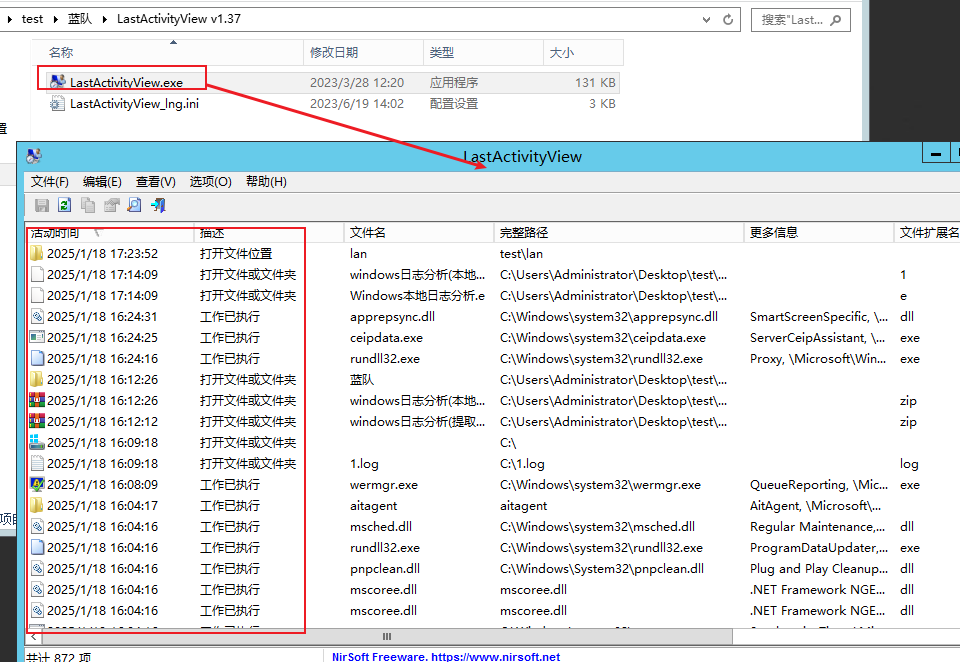 test 蓝队 LastActivityView v1.37 搜索"Last...
名称 修改日期 类型 大小
LastActivityView.exe 2023/3/28 12:20 应用程序 131 KB
LastActivityView_lng.ini 2023/6/19 14:02 配置设置 3 KB
置
LastActivityView
文件(F) 编辑(E) 查看(V) 选项(O) 帮助(H)
活动时间 描述 文件名 完整路径 更多信息 文件扩展名
2025/1/18 17:23:52 打开文件位置 lan test\lan
2025/1/18 17:14:09 打开文件或文件夹 windows日志分析(本地... C:\Users\Administrator\Desktop\test\... 1
2025/1/18 17:14:09 打开文件或文件夹 Windows本地日志分析.e C:\Users\Administrator\Desktop\test\... e
2025/1/18 16:24:31 工作已执行 apprepsync.dll C:\Windows\system32\apprepsync.dll SmartScreenSpecific, \... dll
2025/1/18 16:24:25 工作已执行 ceipdata.exe C:\Windows\system32\ceipdata.exe ServerCeipAssistant, \... exe
2025/1/18 16:24:16 工作已执行 rundll32.exe C:\Windows\system32\rundll32.exe Proxy, \Microsoft\Win... exe
2025/1/18 16:12:26 打开文件或文件夹 蓝队 C:\Users\Administrator\Desktop\test\...
2025/1/18 16:12:26 打开文件或文件夹 windows日志分析(本地... C:\Users\Administrator\Desktop\test\... zip
2025/1/18 16:12:12 打开文件或文件夹 windows日志分析(提取... C:\Users\Administrator\Desktop\test\... zip
2025/1/18 16:09:18 打开文件或文件夹 C:\
2025/1/18 16:09:18 打开文件或文件夹 1.log C:\1.log log
2025/1/18 16:08:09 工作已执行 wermgr.exe C:\Windows\system32\wermgr.exe QueueReporting, \Mic... exe
2025/1/18 16:04:17 工作已执行 aitagent aitagent AitAgent, \Microsoft\...
2025/1/18 16:04:16 工作已执行 msched.dll C:\Windows\system32\msched.dll Regular Maintenance,... dll
项目
2025/1/18 16:04:16 工作已执行 rundll32.exe C:\Windows\system32\rundll32.exe ProgramDataUpdater,... exe
2025/1/18 16:04:16 工作已执行 pnpclean.dll C:\Windows\System32\pnpclean.dll Plug and Play Cleanup... dll
2025/1/18 16:04:16 工作已执行 mscoree.dll mscoree.dll .NET Framework NGE... dll
2025/1/18 16:04:16 工作已执行 mscoree.dll mscoree.dll .NET Framework NGE... dll
共计 872 项 NirSoft Freeware. https://www.nirsoft.net